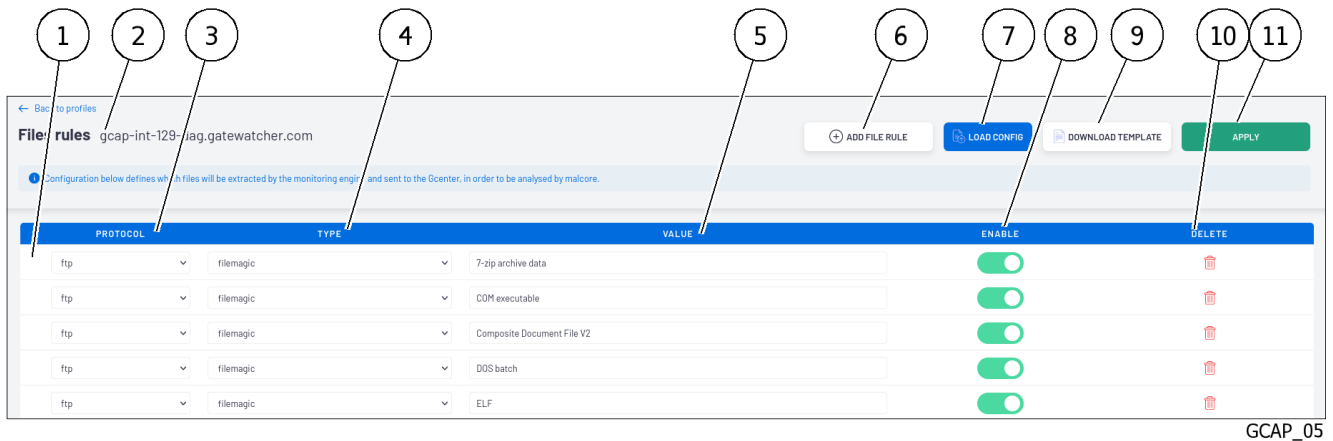 1 2 3 4 5 6 7 8 9 10 11
← Back to profiles
Files rules gcap-int-129-dag.gatewatcher.com
ADD FILE RULE LOAD CONFIG DOWNLOAD TEMPLATE APPLY
Configuration below defines which files will be extracted by the monitoring engine and sent to the Gcenter, in order to be analysed by malcore.
PROTOCOL TYPE VALUE ENABLE DELETE
ftp filemagic 7-zip archive data
ftp filemagic COM executable
ftp filemagic Composite Document File V2
ftp filemagic DOS batch
ftp filemagic ELF
GCAP_05